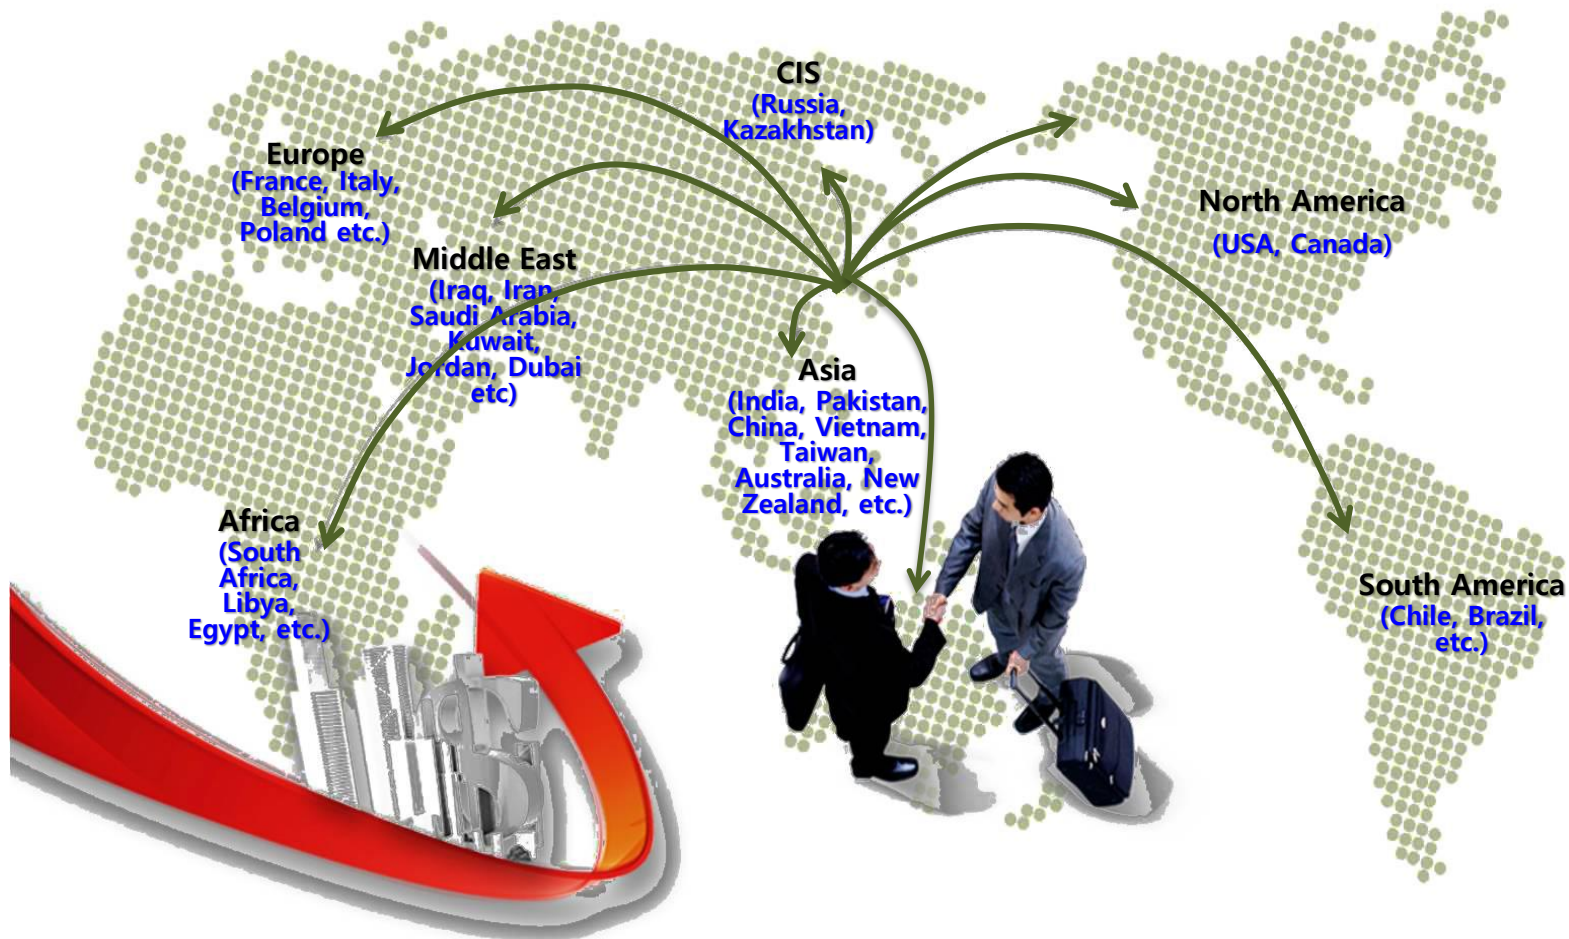 CIS
(Russia,
Kazakhstan)
Europe
(France, Italy,
Belgium,
Poland etc.)
North America
(USA, Canada)
Middle East
(Iraq, Iran,
Saudi Arabia,
Kuwait,
Jordan, Dubai
etc)
Asia
(India, Pakistan,
China, Vietnam,
Taiwan,
Australia, New
Zealand, etc.)
Africa
(South
Africa,
Libya,
Egypt, etc.)
South America
(Chile, Brazil,
etc.)